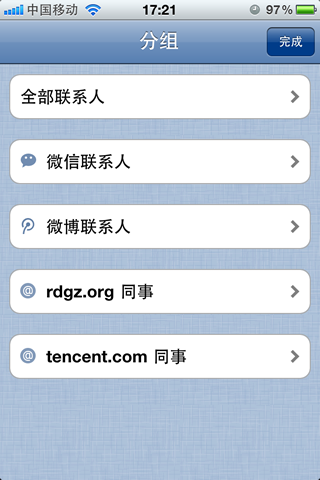 中国移动 17:21 97%
分组 完成
全部联系人
微信联系人
微博联系人
@ rdgz.org 同事
@ tencent.com 同事